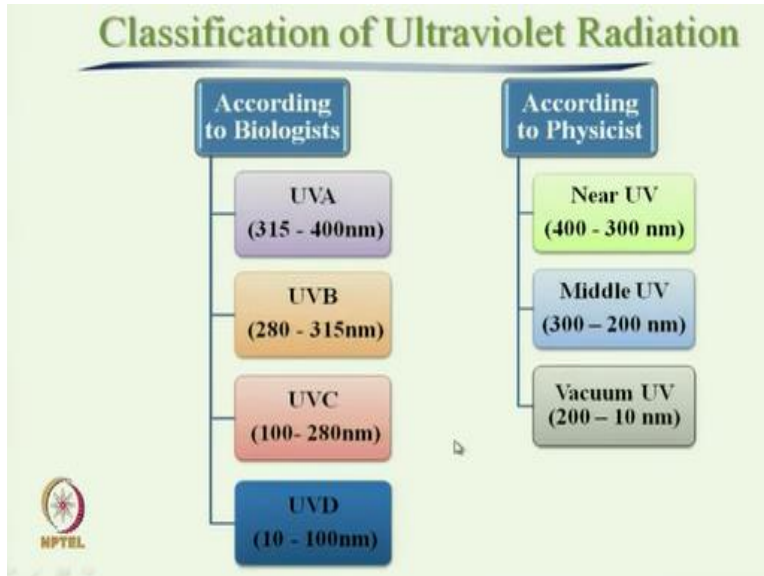 Classification of Ultraviolet Radiation
According
to Biologists
UVA
(315 - 400nm)
UVB
(280 - 315nm)
UVC
(100- 280nm)
UVD
(10 - 100nm)
According
to Physicist
Near UV
(400 - 300 nm)
Middle UV
(300 – 200 nm)
Vacuum UV
(200 – 10 nm)
NPTEL